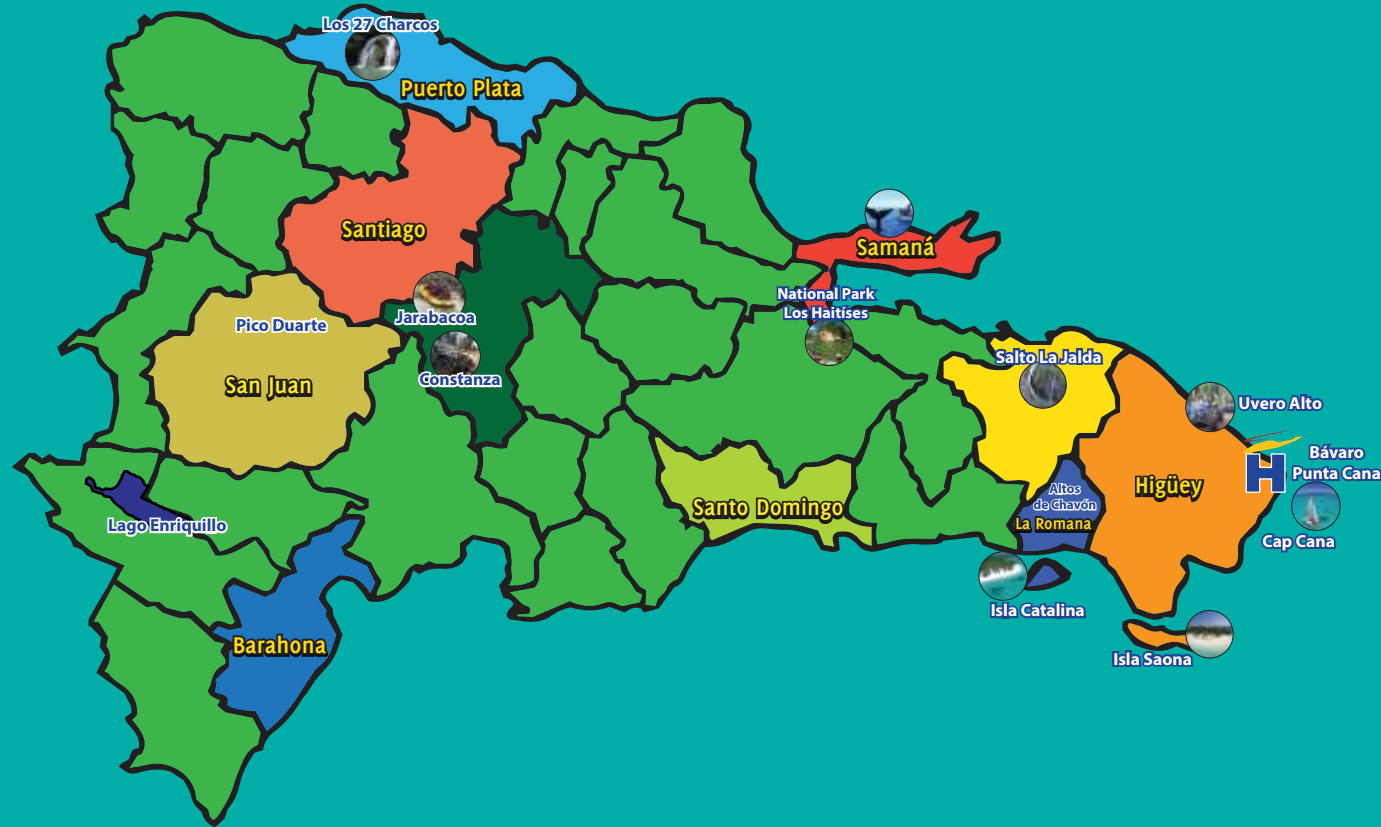 Los 27 Charcos
Puerto Plata
Santiago
Samaná
National Park
Los Haitíses
Jarabacoa
Pico Duarte
Constanza
San Juan
Salto La Jalda
Uvero Alto
Bávaro
Punta Cana
H
Higüey
Altos
de Chavón
La Romana
Santo Domingo
Lago Enriquillo
Cap Cana
Isla Catalina
Barahona
Isla Saona